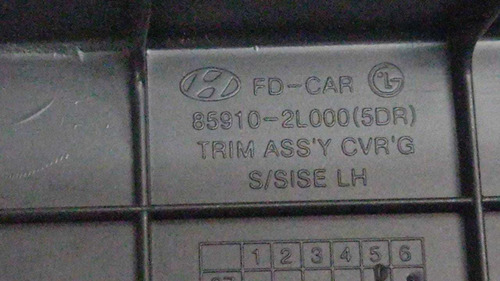 FD-CAR
85910-2L000(5DR)
TRIM ASS'Y CVR'G
S/SISE LH
1 2 3 4 5 6